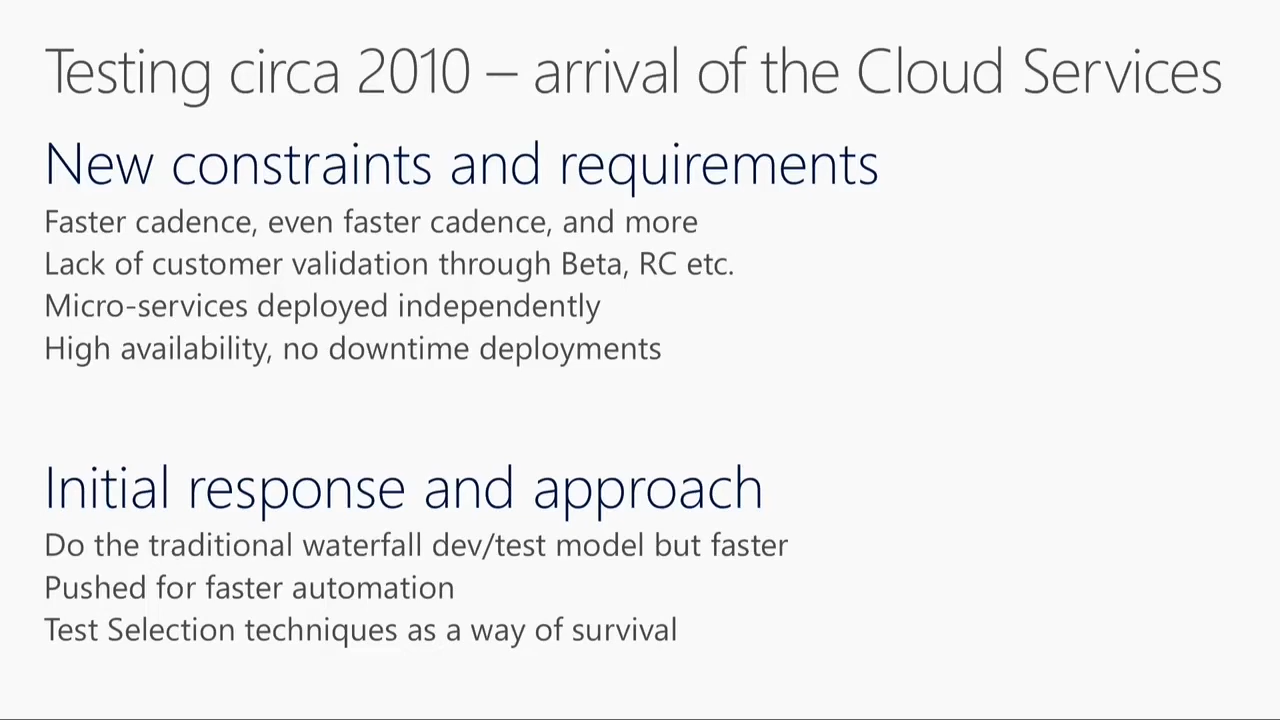 Testing circa 2010 – arrival of the Cloud Services
New constraints and requirements
Faster cadence, even faster cadence, and more
Lack of customer validation through Beta, RC etc.
Micro-services deployed independently
High availability, no downtime deployments
Initial response and approach
Do the traditional waterfall dev/test model but faster
Pushed for faster automation
Test Selection techniques as a way of survival